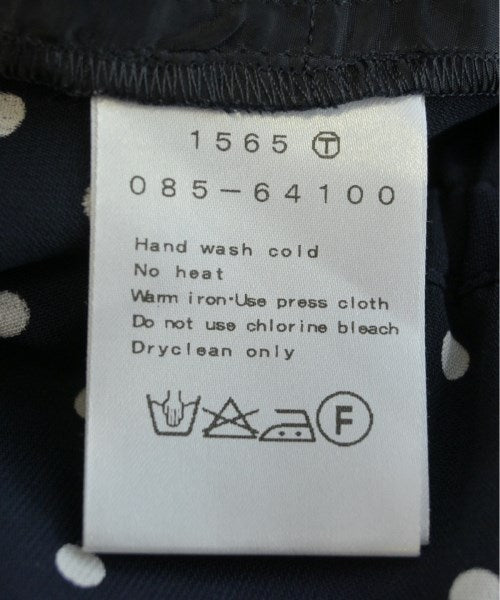 1565 Ⓣ
085-64100
Hand wash cold
No heat
Warm iron·Use press cloth
Do not use chlorine bleach
Dryclean only
F